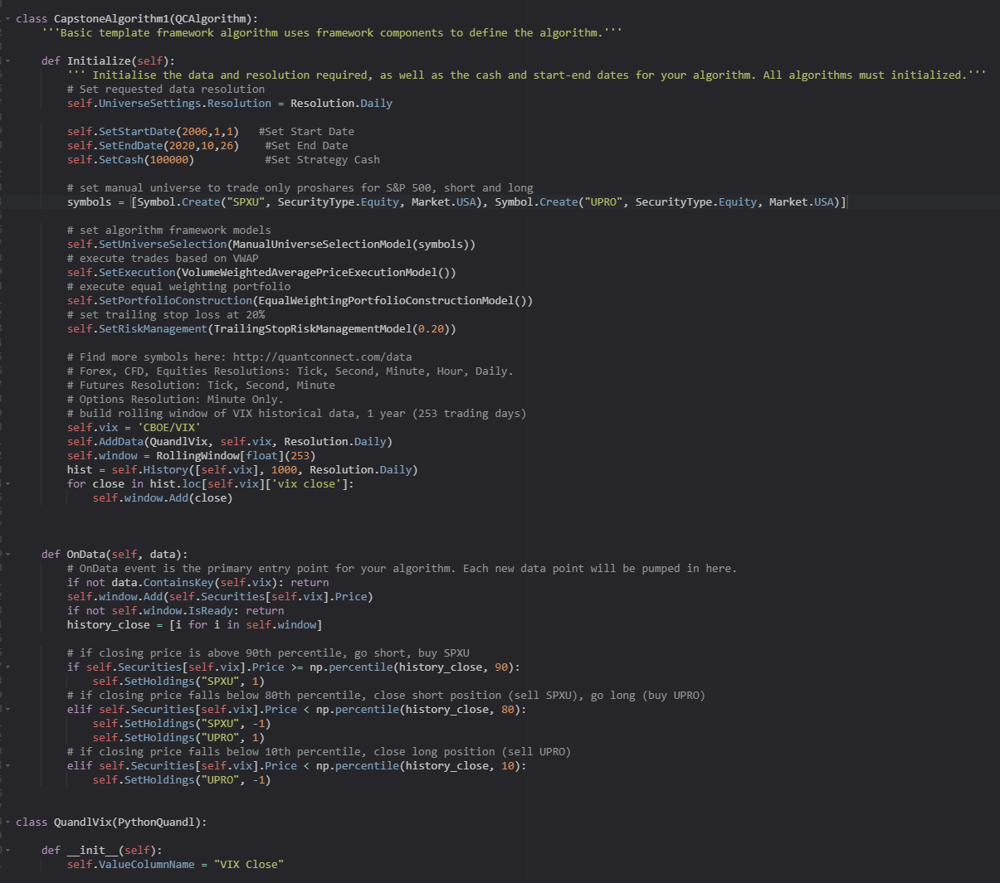 class CapstoneAlgorithm1(QCAlgorithm):
'''Basic template framework algorithm uses framework components to define the algorithm.'''
def Initialize(self):
''' Initialise the data and resolution required, as well as the cash and start-end dates for your algorithm. All algorithms must initialized.'''
# Set requested data resolution
self.UniverseSettings.Resolution = Resolution.Daily
self.SetStartDate(2006,1,1)   #Set Start Date
self.SetEndDate(2020,10,26)    #Set End Date
self.SetCash(100000)           #Set Strategy Cash
# set manual universe to trade only proshares for S&P 500, short and long
symbols = [Symbol.Create("SPXU", SecurityType.Equity, Market.USA), Symbol.Create("UPRO", SecurityType.Equity, Market.USA)]
# set algorithm framework models
self.SetUniverseSelection(ManualUniverseSelectionModel(symbols))
# execute trades based on VWAP
self.SetExecution(VolumeWeightedAveragePriceExecutionModel())
# execute equal weighting portfolio
self.SetPortfolioConstruction(EqualWeightingPortfolioConstructionModel())
# set trailing stop loss at 20%
self.SetRiskManagement(TrailingStopRiskManagementModel(0.20))
# Find more symbols here: http://quantconnect.com/data
# Forex, CFD, Equities Resolutions: Tick, Second, Minute, Hour, Daily.
# Futures Resolution: Tick, Second, Minute
# Options Resolution: Minute Only.
# build rolling window of VIX historical data, 1 year (253 trading days)
self.vix = 'CBOE/VIX'
self.AddData(QuandlVix, self.vix, Resolution.Daily)
self.window = RollingWindow[float](253)
hist = self.History([self.vix], 1000, Resolution.Daily)
for close in hist.loc[self.vix]['vix close']:
self.window.Add(close)
def OnData(self, data):
# OnData event is the primary entry point for your algorithm. Each new data point will be pumped in here.
if not data.ContainsKey(self.vix): return
self.window.Add(self.Securities[self.vix].Price)
if not self.window.IsReady: return
history_close = [i for i in self.window]
# if closing price is above 90th percentile, go short, buy SPXU
if self.Securities[self.vix].Price >= np.percentile(history_close, 90):
self.SetHoldings("SPXU", 1)
# if closing price falls below 80th percentile, close short position (sell SPXU), go long (buy UPRO)
elif self.Securities[self.vix].Price < np.percentile(history_close, 80):
self.SetHoldings("SPXU", -1)
self.SetHoldings("UPRO", 1)
# if closing price falls below 10th percentile, close long position (sell UPRO)
elif self.Securities[self.vix].Price < np.percentile(history_close, 10):
self.SetHoldings("UPRO", -1)
class QuandlVix(PythonQuandl):
def __init__(self):
self.ValueColumnName = "VIX Close"